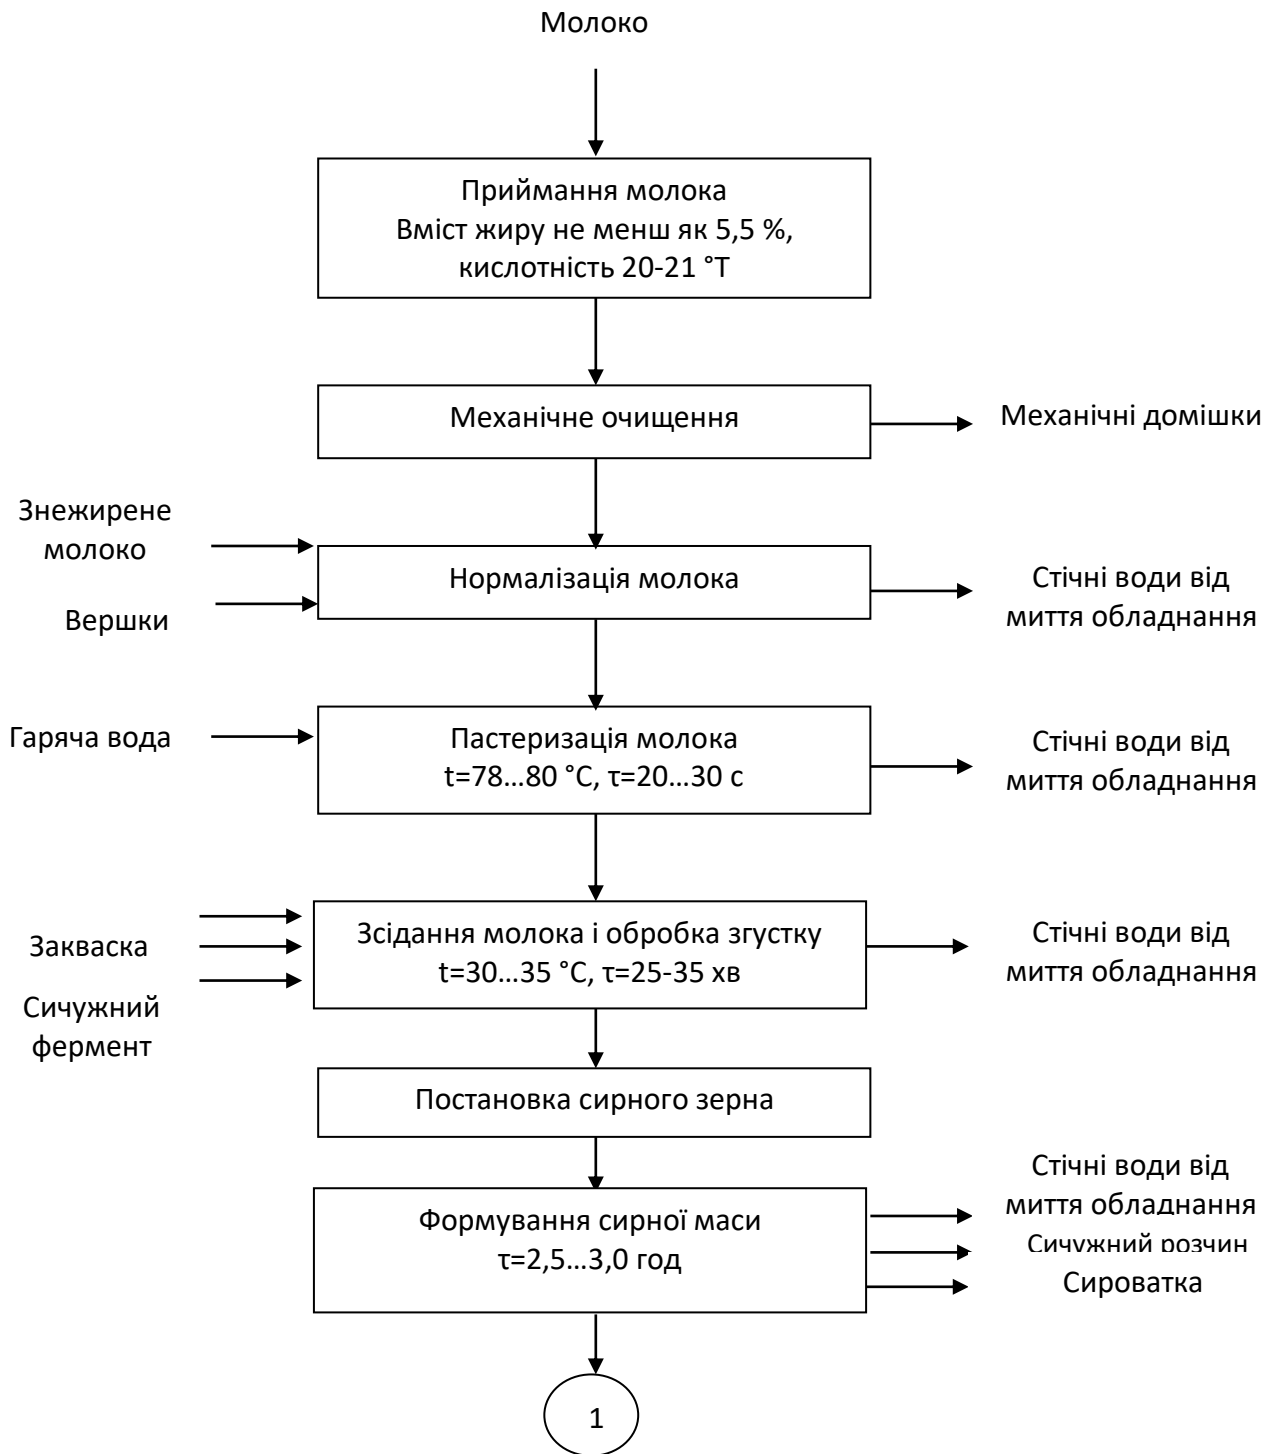 Молоко
Приймання молока
Вміст жиру не менш як 5,5 %,
кислотність 20-21 °Т
Механічне очищення
Механічні домішки
Знежирене
молоко
Вершки
Нормалізація молока
Стічні води від
миття обладнання
Гаряча вода
Пастеризація молока
t=78…80 °С, τ=20…30 с
Стічні води від
миття обладнання
Закваска
Сичужний
фермент
Зсідання молока і обробка згустку
t=30…35 °С, τ=25-35 хв
Стічні води від
миття обладнання
Постановка сирного зерна
Формування сирної маси
τ=2,5…3,0 год
Стічні води від
миття обладнання
Сичужний розчин
Сироватка
1